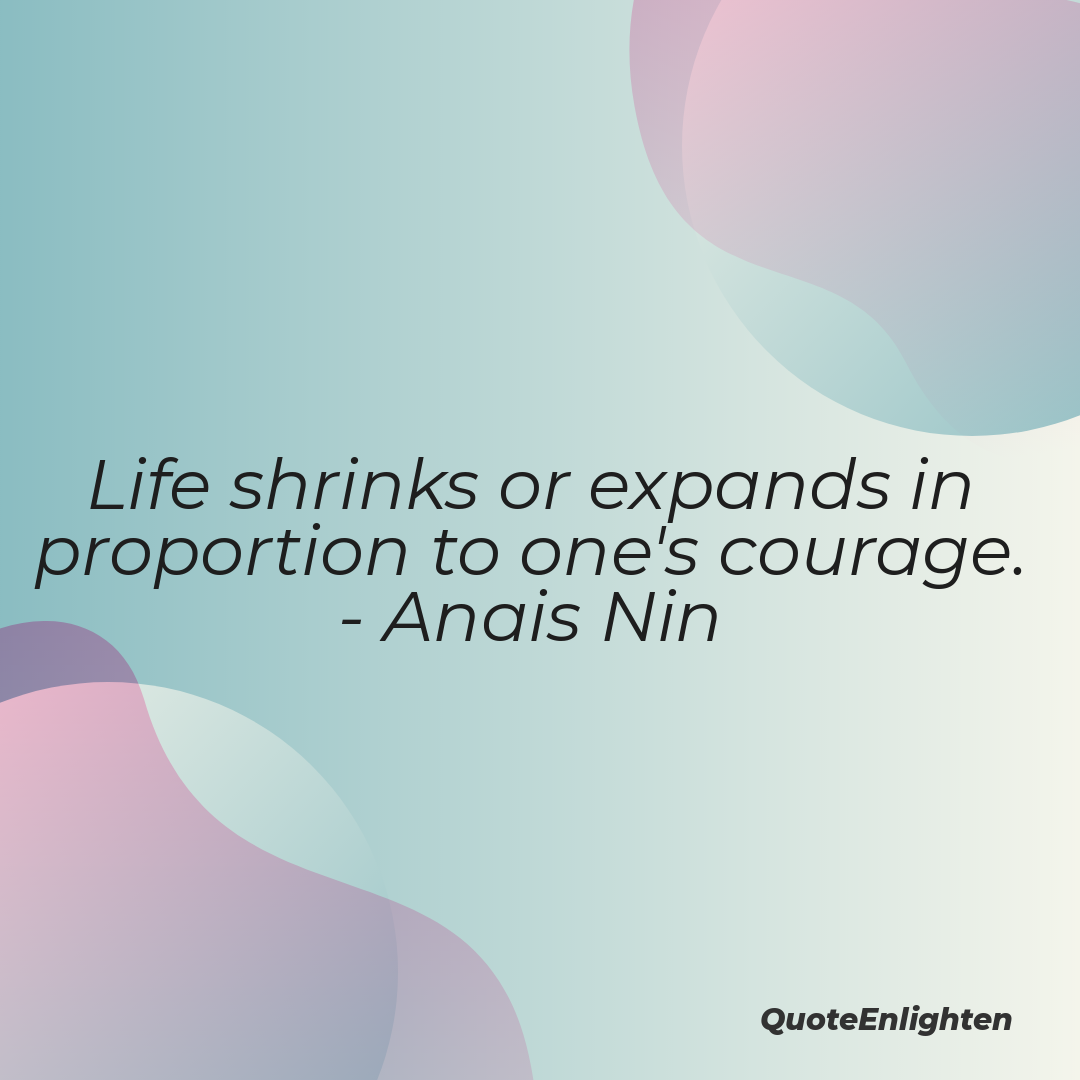 Life shrinks or expands in
proportion to one's courage.
- Anais Nin
QuoteEnlighten